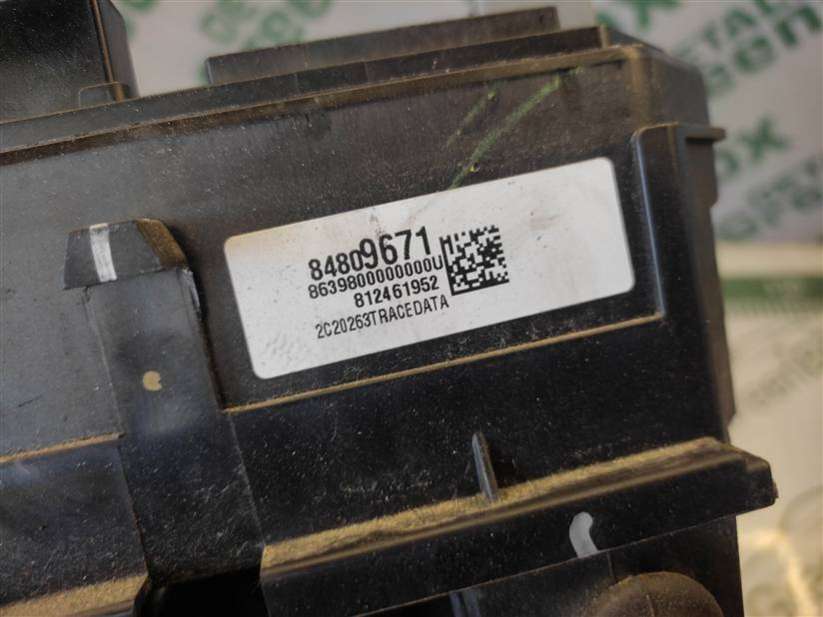 84809671
M
8639800000000U
812461952
2C20263TRACEDATA